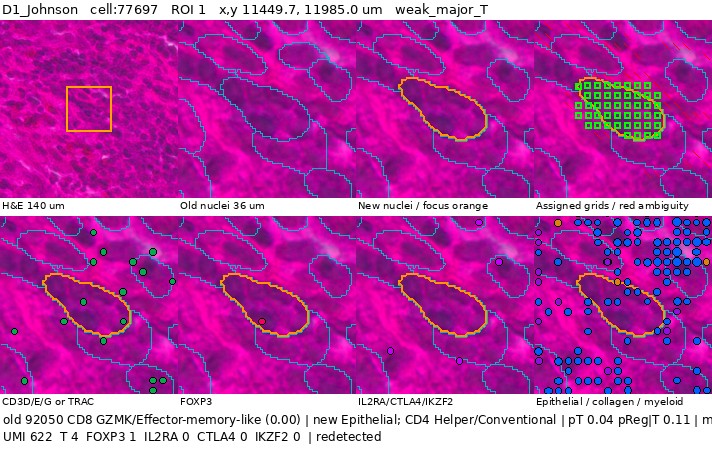 D1_Johnson   cell:77697   ROI 1   x,y 11449.7, 11985.0 um   weak_major_T
H&E 140 um
Old nuclei 36 um
New nuclei / focus orange
Assigned grids / red ambiguity
CD3D/E/G or TRAC
FOXP3
IL2RA/CTLA4/IKZF2
Epithelial / collagen / myeloid
old 92050 CD8 GZMK/Effector-memory-like (0.00) | new Epithelial; CD4 Helper/Conventional | pT 0.04 pReg|T 0.11 | m
UMI 622  T 4  FOXP3 1  IL2RA 0  CTLA4 0  IKZF2 0  | redetected